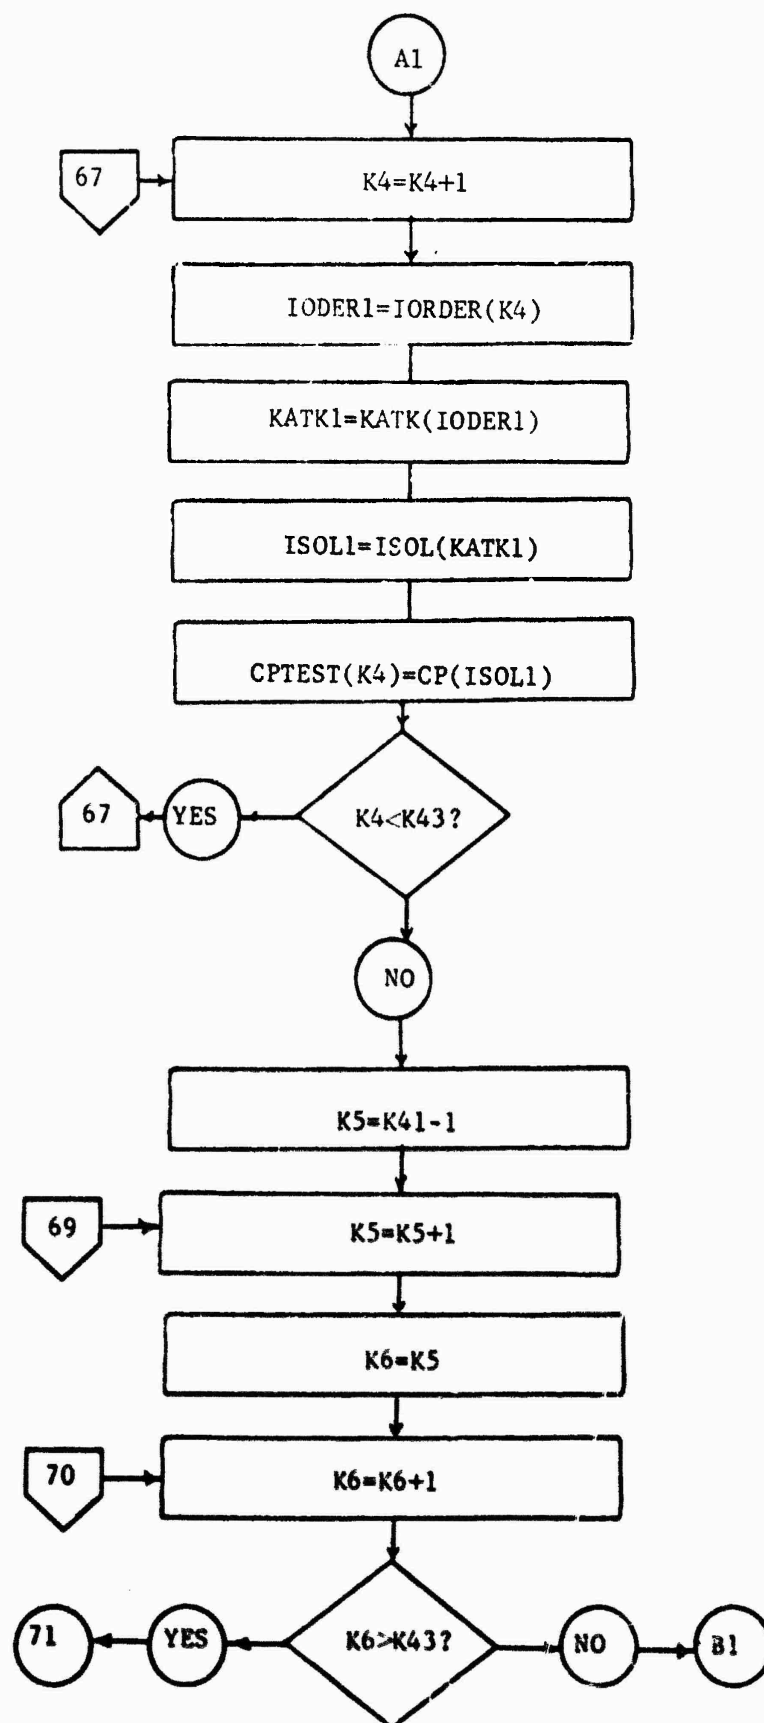 A1
67
K4=K4+1
IODER1=IORDER(K4)
KATK1=KATK(IODER1)
ISOL1=ISOL(KATK1)
CPTEST(K4)=CP(ISOL1)
67
YES
K4<K43?
NO
K5=K41-1
69
K5=K5+1
K6=K5
70
K6=K6+1
71
YES
K6>K43?
NO
B1